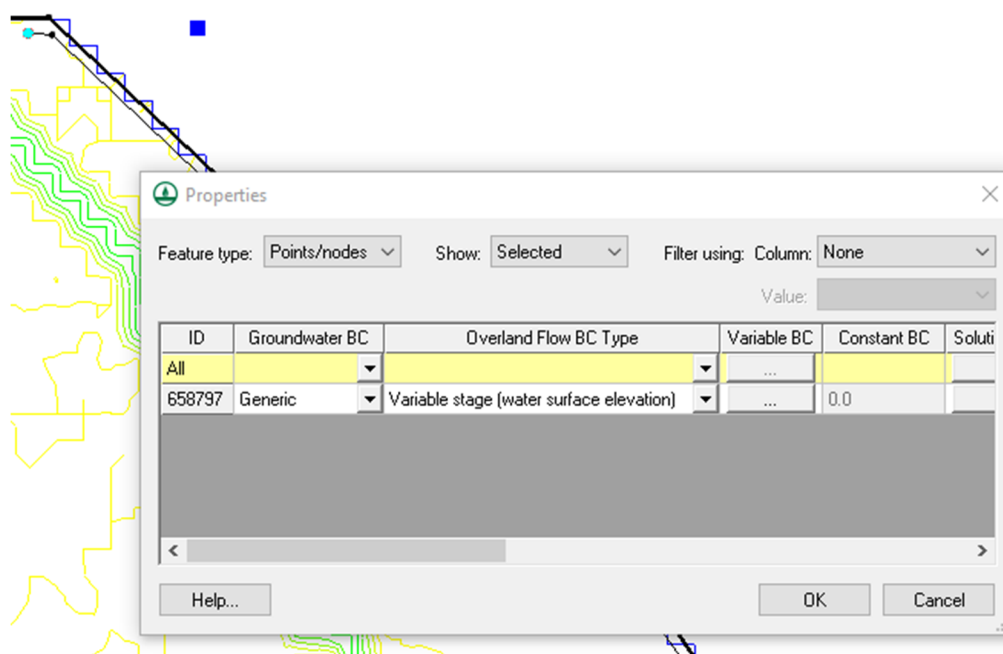 Properties
Feature type: Points/nodes Show: Selected Filter using: Column: None
Value:
ID Groundwater BC Overland Flow BC Type Variable BC Constant BC Soluti
All ...
658797 Generic Variable stage (water surface elevation) ... 0.0
Help... OK Cancel